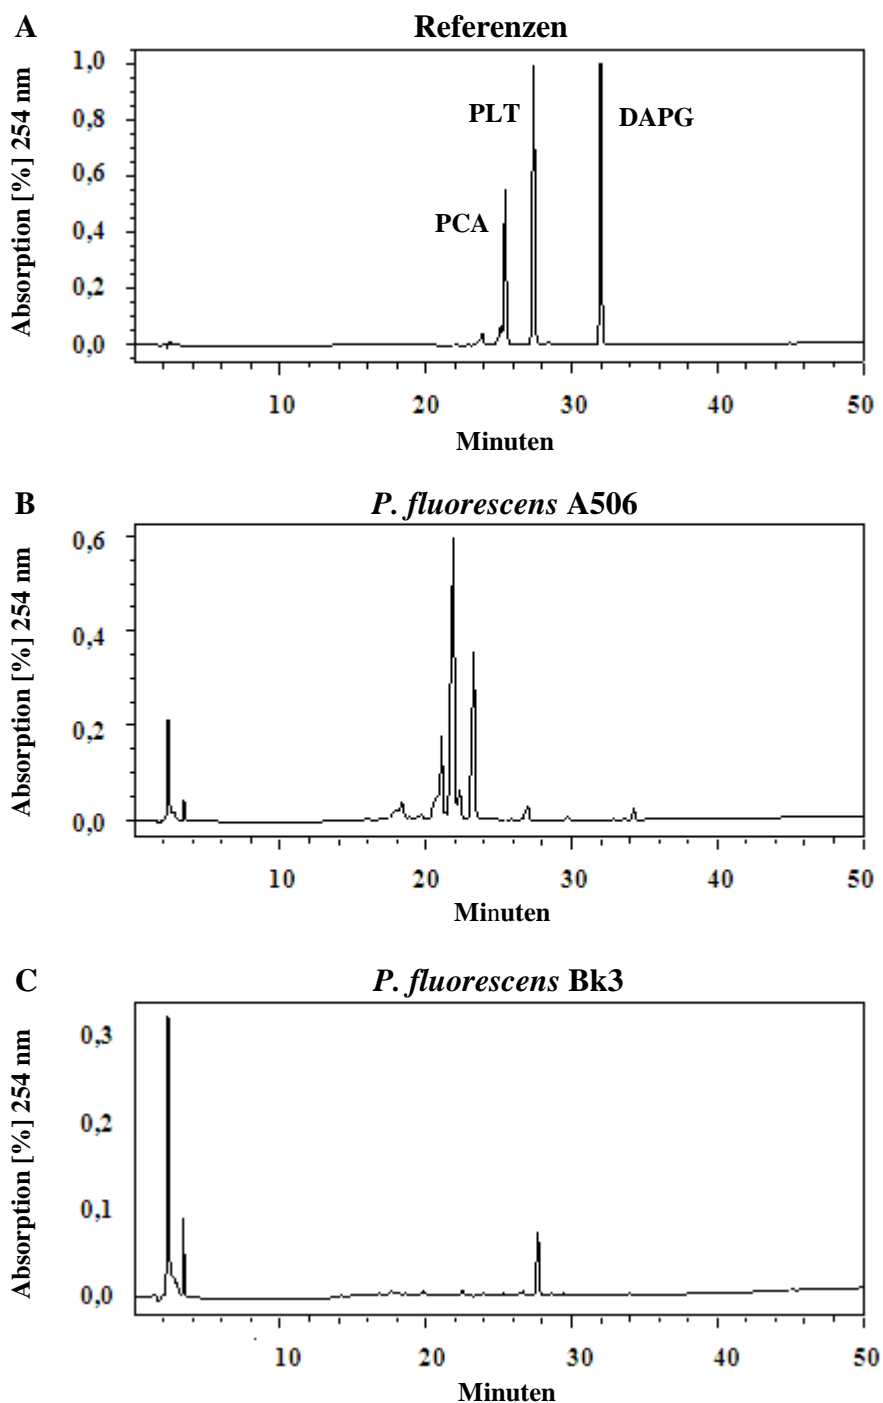 A
Referenzen
Absorption [%] 254 nm
1,0
0,8
0,6
0,4
0,2
0,0
PCA
PLT
DAPG
10 20 30 40 50
Minuten
B
P. fluorescens A506
Absorption [%] 254 nm
0,6
0,4
0,2
0,0
10 20 30 40 50
Minuten
C
P. fluorescens Bk3
Absorption [%] 254 nm
0,3
0,2
0,1
0,0
10 20 30 40 50
Minuten